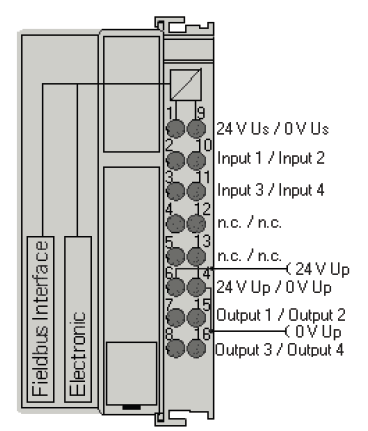 1 9
24 V Us / 0 V Us
2 10
Input 1 / Input 2
3 11
Input 3 / Input 4
4 12
n.c. / n.c.
5 13
n.c. / n.c.
24 V Up
6 4
24 V Up / 0 V Up
7 15
Output 1 / Output 2
0 V Up
8 16
Output 3 / Output 4
Fieldbus Interface
Electronic